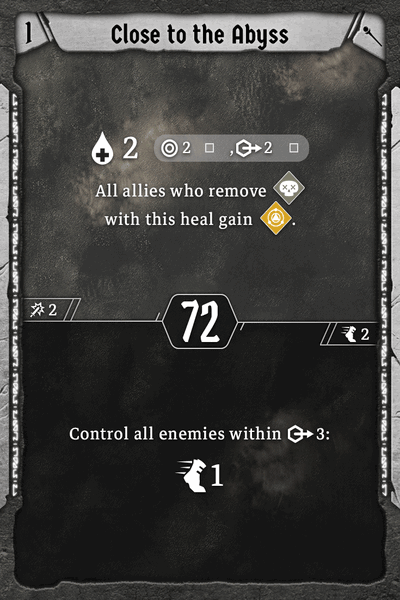 1
Close to the Abyss
2
2 , 2
All allies who remove
with this heal gain .
2
72
2
Control all enemies within 3:
1